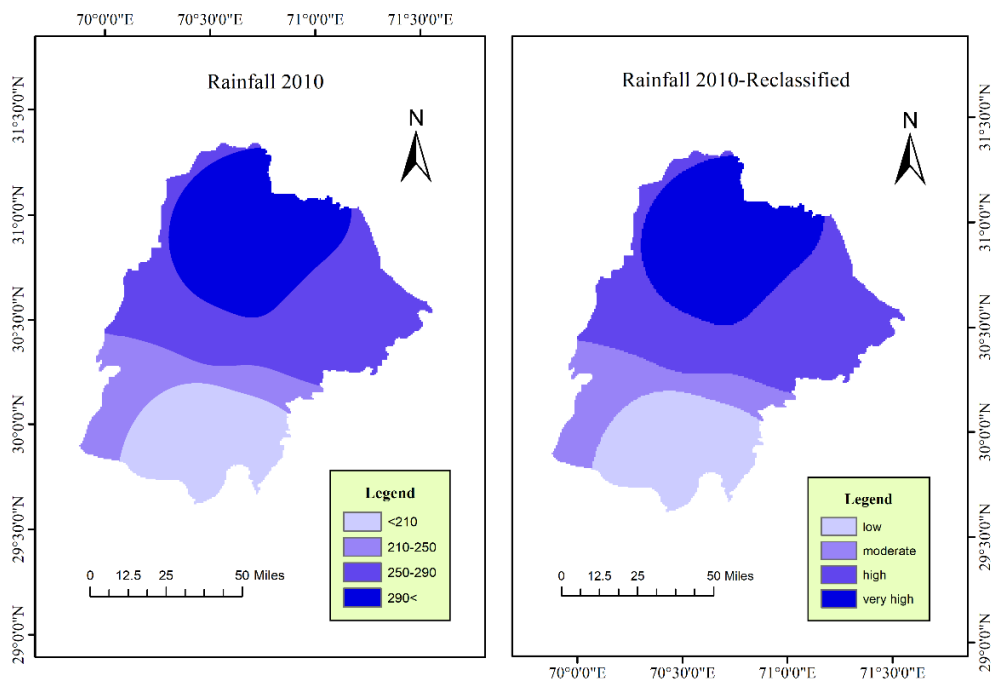 70°0'0"E 70°30'0"E 71°0'0"E 71°30'0"E
Rainfall 2010
N
31°30'0"N
31°0'0"N
30°30'0"N
30°0'0"N
29°30'0"N
29°0'0"N
Legend
<210
210-250
250-290
290<
0 12.5 25 50 Miles
Rainfall 2010-Reclassified
N
31°30'0"N
31°0'0"N
30°30'0"N
30°0'0"N
29°30'0"N
29°0'0"N
Legend
low
moderate
high
very high
0 12.5 25 50 Miles
70°0'0"E 70°30'0"E 71°0'0"E 71°30'0"E